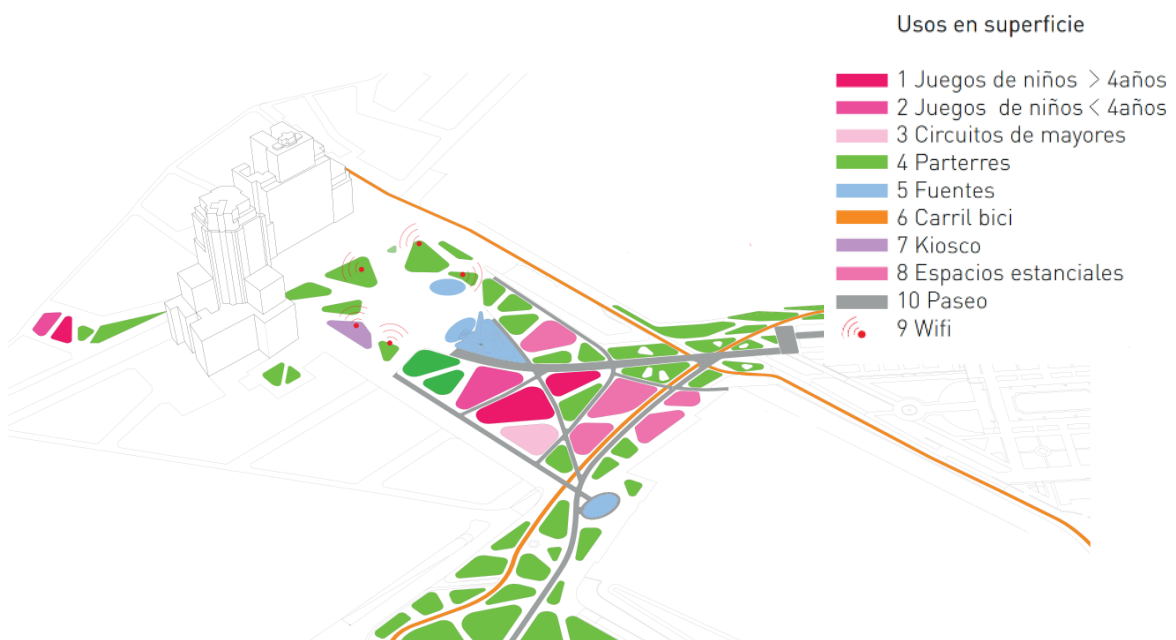 Usos en superficie
1 Juegos de niños > 4años
2 Juegos de niños < 4años
3 Circuitos de mayores
4 Parterres
5 Fuentes
6 Carril bici
7 Kiosco
8 Espacios estanciales
10 Paseo
9 Wifi